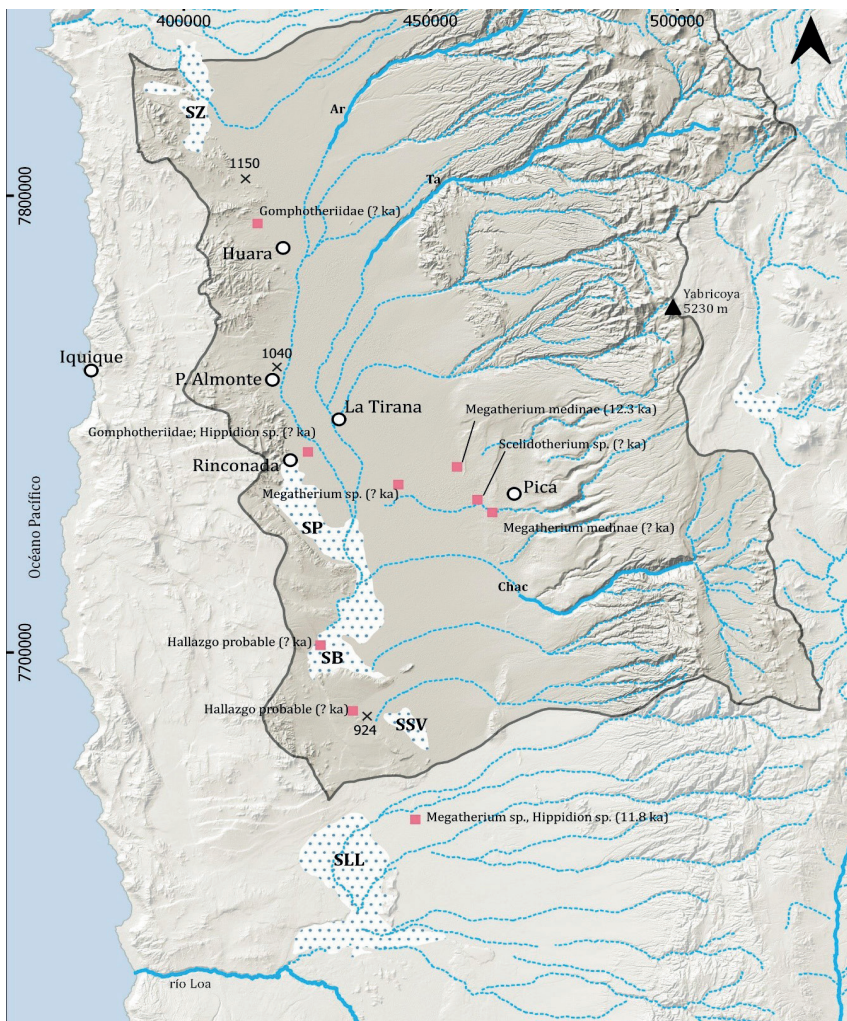 400000
450000
500000
SZ
Ar
1150
Ta
7800000
Gomphotheriidae (? ka)
Huara
Yabricoya
5230 m
1040
Iquique
P. Almonte
La Tirana
Megatherium medinae (12.3 ka)
Gomphotheriidae; Hippidion sp. (? ka)
Scelidotherium sp. (? ka)
Rinconada
Pica
Megatherium sp. (? ka)
SP
Megatherium medinae (? ka)
Océano Pacífico
Chac
Hallazgo probable (? ka)
7700000
SB
Hallazgo probable (? ka)
924
SSV
Megatherium sp., Hippidion sp. (11.8 ka)
SLL
río Loa